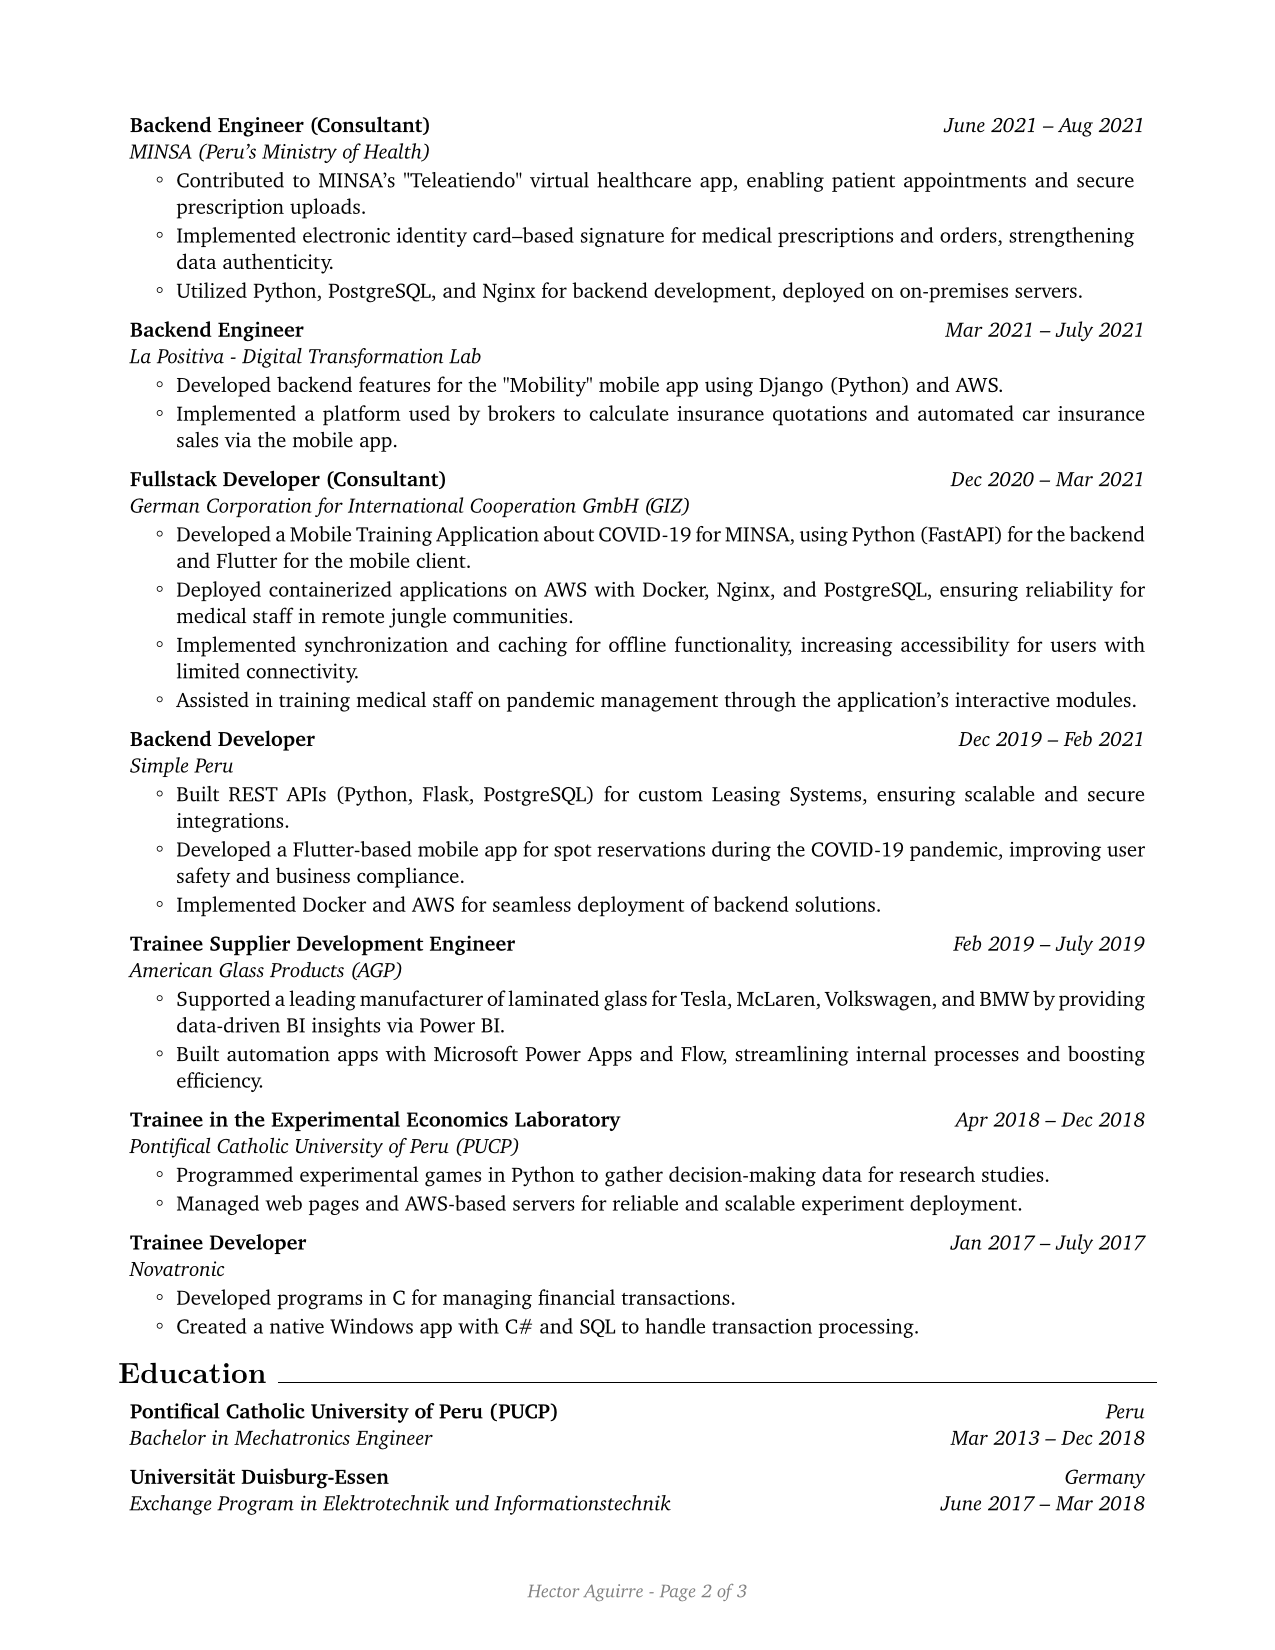 Backend Engineer (Consultant) June 2021 – Aug 2021
MINSA (Peru’s Ministry of Health)
◦ Contributed to MINSA’s "Teleatiendo" virtual healthcare app, enabling patient appointments and secure
prescription uploads.
◦ Implemented electronic identity card–based signature for medical prescriptions and orders, strengthening
data authenticity.
◦ Utilized Python, PostgreSQL, and Nginx for backend development, deployed on on-premises servers.
Backend Engineer Mar 2021 – July 2021
La Positiva - Digital Transformation Lab
◦ Developed backend features for the "Mobility" mobile app using Django (Python) and AWS.
◦ Implemented a platform used by brokers to calculate insurance quotations and automated car insurance
sales via the mobile app.
Fullstack Developer (Consultant) Dec 2020 – Mar 2021
German Corporation for International Cooperation GmbH (GIZ)
◦ Developed a Mobile Training Application about COVID-19 for MINSA, using Python (FastAPI) for the backend
and Flutter for the mobile client.
◦ Deployed containerized applications on AWS with Docker, Nginx, and PostgreSQL, ensuring reliability for
medical staff in remote jungle communities.
◦ Implemented synchronization and caching for offline functionality, increasing accessibility for users with
limited connectivity.
◦ Assisted in training medical staff on pandemic management through the application’s interactive modules.
Backend Developer Dec 2019 – Feb 2021
Simple Peru
◦ Built REST APIs (Python, Flask, PostgreSQL) for custom Leasing Systems, ensuring scalable and secure
integrations.
◦ Developed a Flutter-based mobile app for spot reservations during the COVID-19 pandemic, improving user
safety and business compliance.
◦ Implemented Docker and AWS for seamless deployment of backend solutions.
Trainee Supplier Development Engineer Feb 2019 – July 2019
American Glass Products (AGP)
◦ Supported a leading manufacturer of laminated glass for Tesla, McLaren, Volkswagen, and BMW by providing
data-driven BI insights via Power BI.
◦ Built automation apps with Microsoft Power Apps and Flow, streamlining internal processes and boosting
efficiency.
Trainee in the Experimental Economics Laboratory Apr 2018 – Dec 2018
Pontifical Catholic University of Peru (PUCP)
◦ Programmed experimental games in Python to gather decision-making data for research studies.
◦ Managed web pages and AWS-based servers for reliable and scalable experiment deployment.
Trainee Developer Jan 2017 – July 2017
Novatronic
◦ Developed programs in C for managing financial transactions.
◦ Created a native Windows app with C# and SQL to handle transaction processing.
Education
Pontifical Catholic University of Peru (PUCP) Peru
Bachelor in Mechatronics Engineer Mar 2013 – Dec 2018
Universität Duisburg-Essen Germany
Exchange Program in Elektrotechnik und Informationstechnik June 2017 – Mar 2018
Hector Aguirre - Page 2 of 3